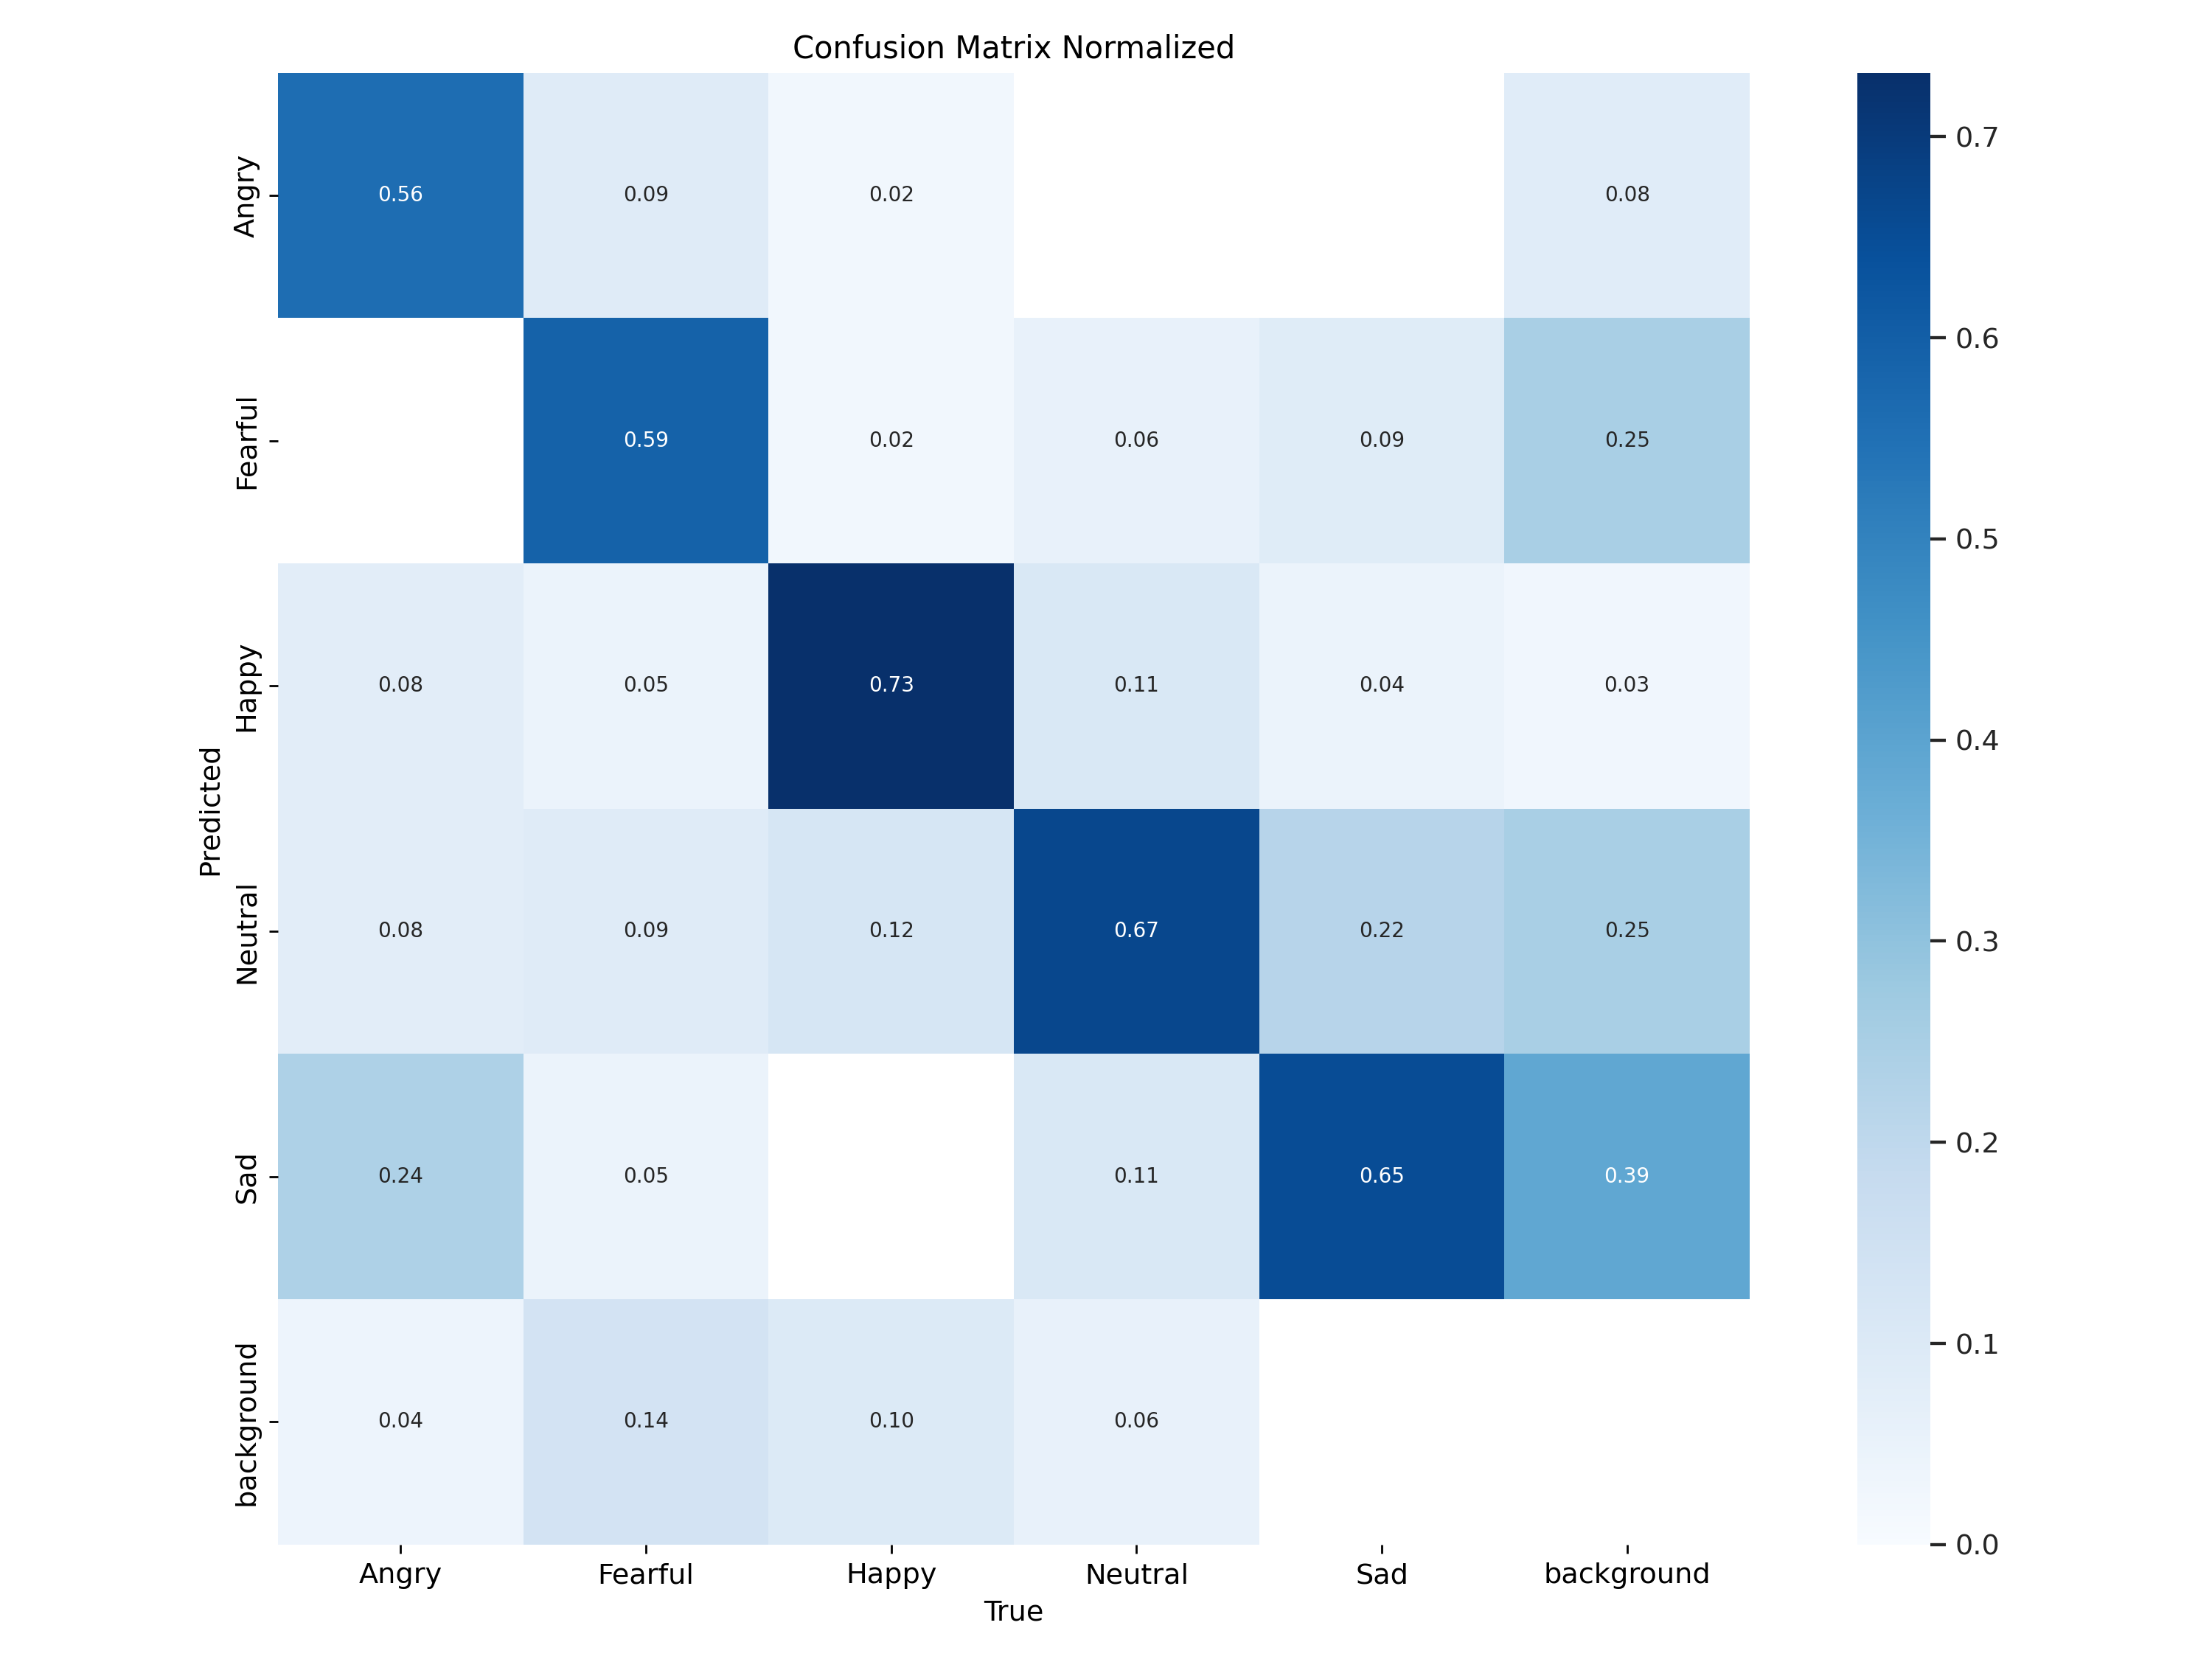 Confusion Matrix Normalized
Angry
0.56 0.09 0.02 0.08
Fearful
0.59 0.02 0.06 0.09 0.25
Happy
0.08 0.05 0.73 0.11 0.04 0.03
Predicted
Neutral
0.08 0.09 0.12 0.67 0.22 0.25
Sad
0.24 0.05 0.11 0.65 0.39
background
0.04 0.14 0.10 0.06
Angry Fearful Happy Neutral Sad background
True
0.7
0.6
0.5
0.4
0.3
0.2
0.1
0.0